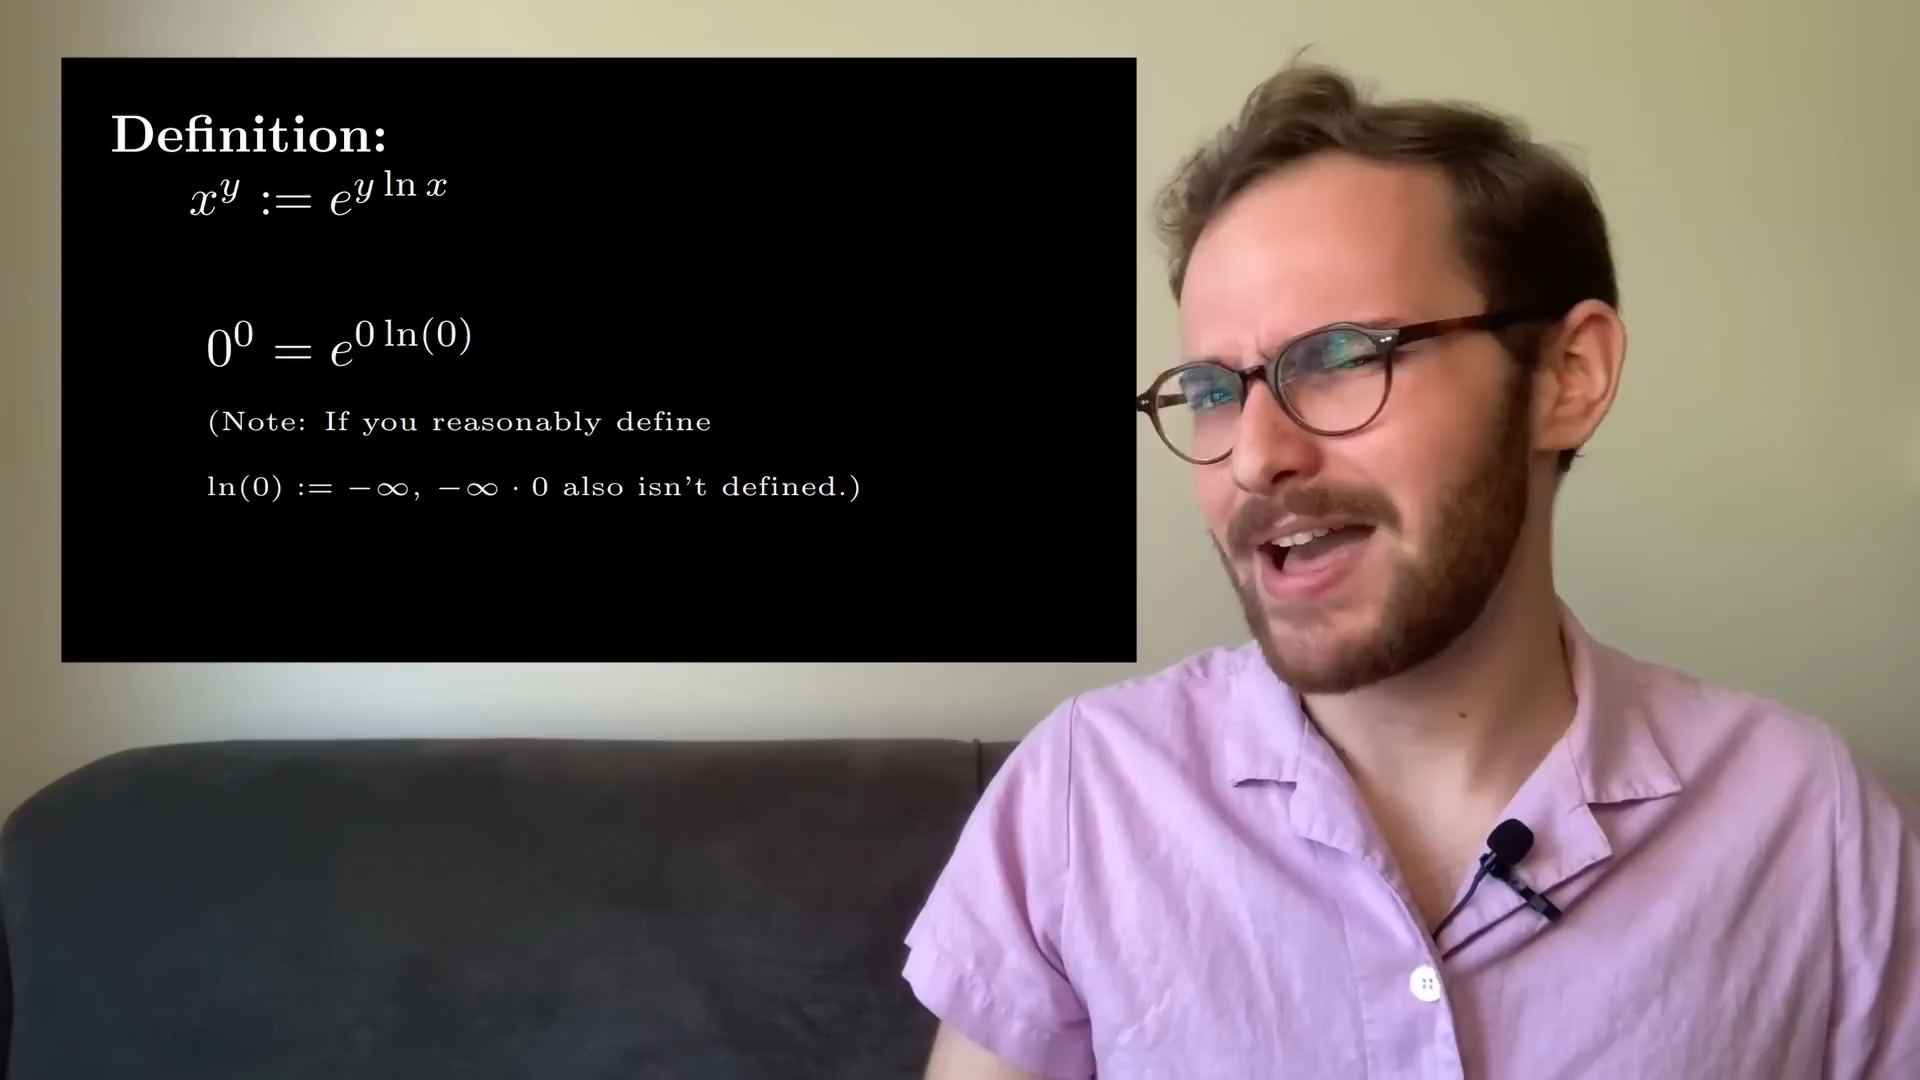 Definition:
x^y := e^{y ln x}
0^0 = e^{0 ln(0)}
(Note: If you reasonably define
ln(0) := −∞, −∞ · 0 also isn't defined.)